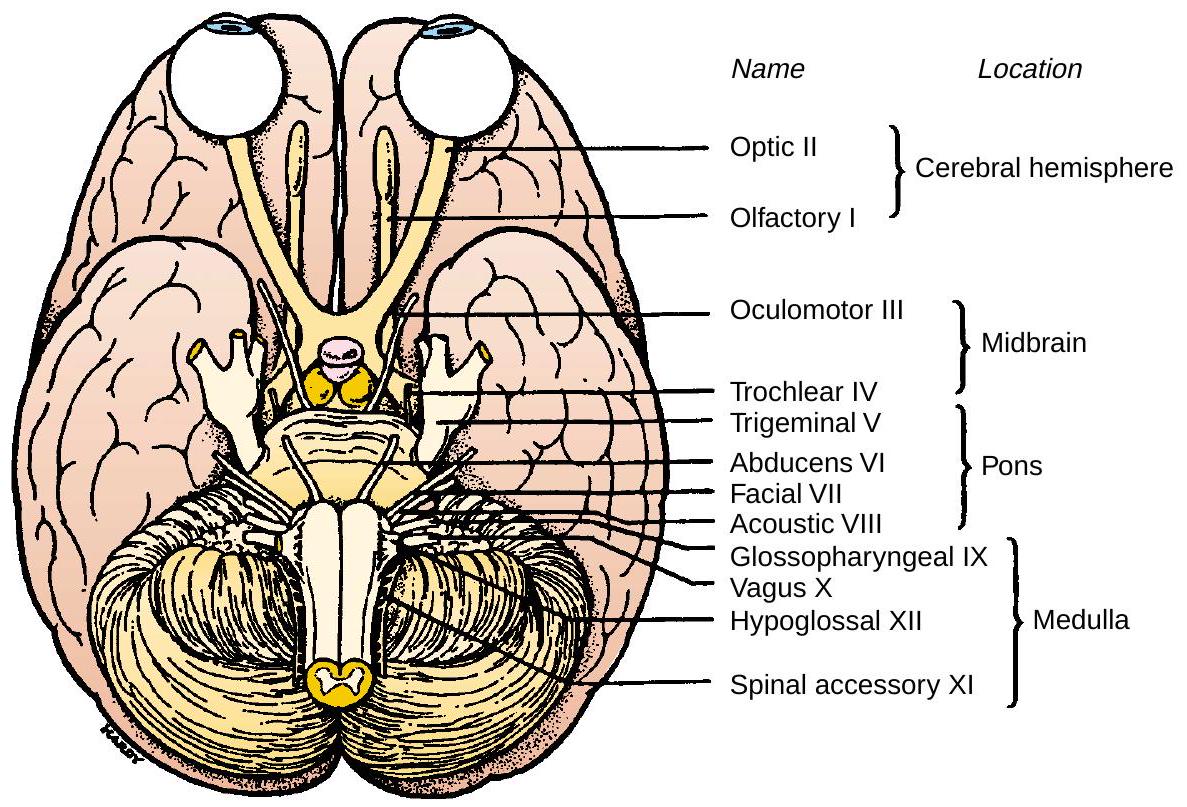 Name Location
Optic II
Cerebral hemisphere
Olfactory I
Oculomotor III
Midbrain
Trochlear IV
Trigeminal V
Abducens VI
Pons
Facial VII
Acoustic VIII
Glossopharyngeal IX
Vagus X
Hypoglossal XII
Medulla
Spinal accessory XI
HARDY